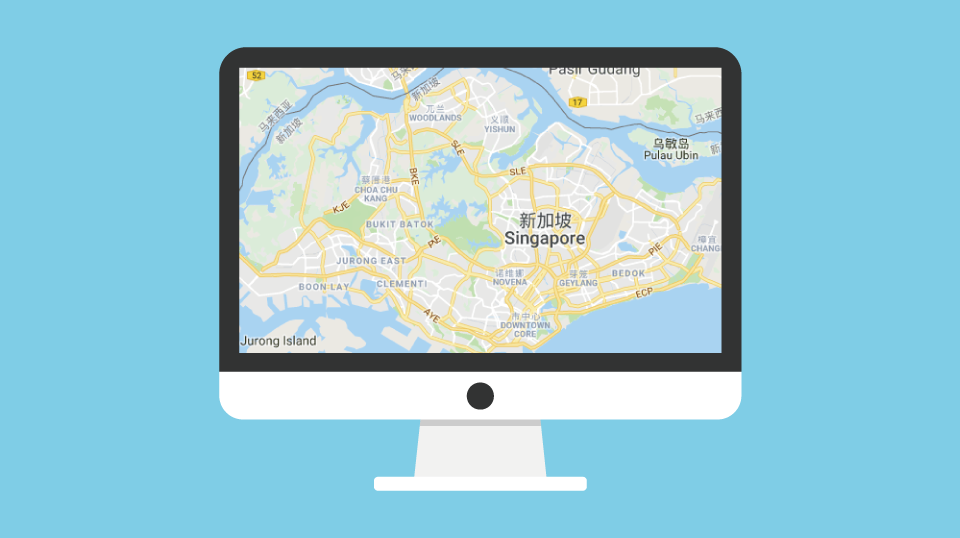 52
马来
Pasir Gudang
新加坡
17
马来西亚
新加坡
兀兰
WOODLANDS
义顺
YISHUN
马来西
新
乌敏岛
Pulau Ubin
SLE
BKE
SLE
蔡厝港
CHOA CHU
KANG
KJE
新加坡
Singapore
BUKIT BATOK
PIE
PIE
樟宜
CHANGI
JURONG EAST
诺维娜
NOVENA
芽笼
GEYLANG
BEDOK
BOON LAY
CLEMENTI
ECP
AYE
市中心
DOWNTOWN
CORE
Jurong Island